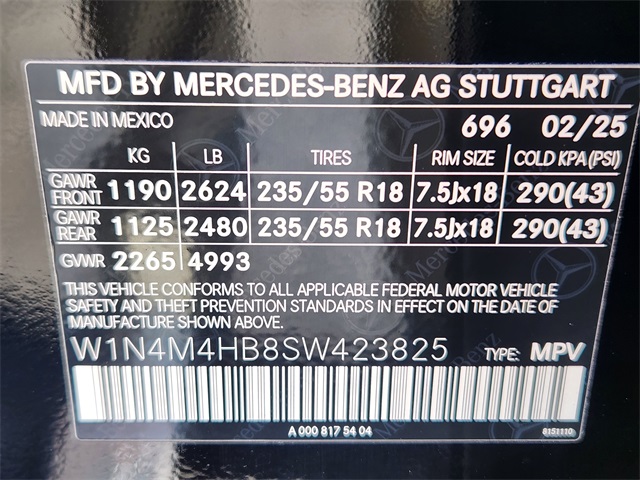 MFD BY MERCEDES-BENZ AG STUTTGART
MADE IN MEXICO 696 02/25
KG LB TIRES RIM SIZE COLD KPA(PSI)
GAWR FRONT 1190 2624 235/55 R18 7.5Jx18 290(43)
GAWR REAR 1125 2480 235/55 R18 7.5Jx18 290(43)
GVWR 2265 4993
THIS VEHICLE CONFORMS TO ALL APPLICABLE FEDERAL MOTOR VEHICLE
SAFETY AND THEFT PREVENTION STANDARDS IN EFFECT ON THE DATE OF
MANUFACTURE SHOWN ABOVE.
W1N4M4HB8SW423825 TYPE: MPV
A 000 817 54 04 8151110